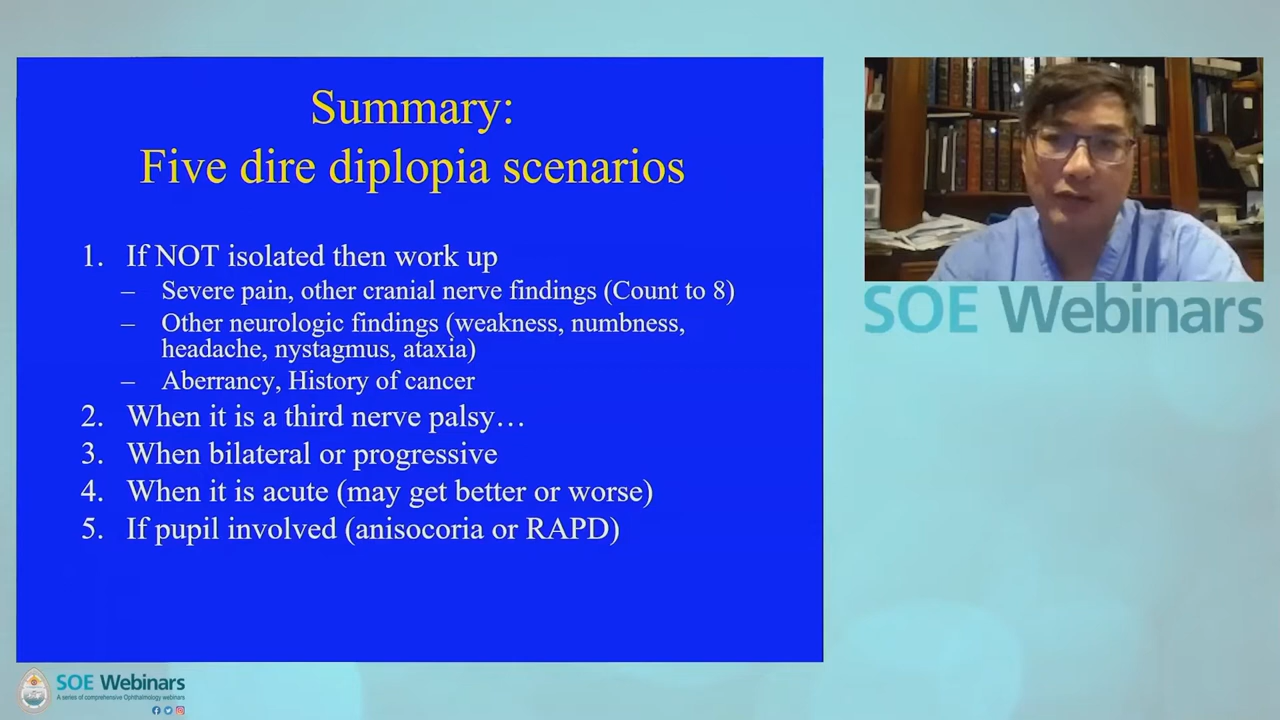 Summary:
Five dire diplopia scenarios
1. If NOT isolated then work up
– Severe pain, other cranial nerve findings (Count to 8)
– Other neurologic findings (weakness, numbness,
headache, nystagmus, ataxia)
– Aberrancy, History of cancer
2. When it is a third nerve palsy…
3. When bilateral or progressive
4. When it is acute (may get better or worse)
5. If pupil involved (anisocoria or RAPD)
SOE Webinars
SOE Webinars
A series of comprehensive Ophthalmology webinars